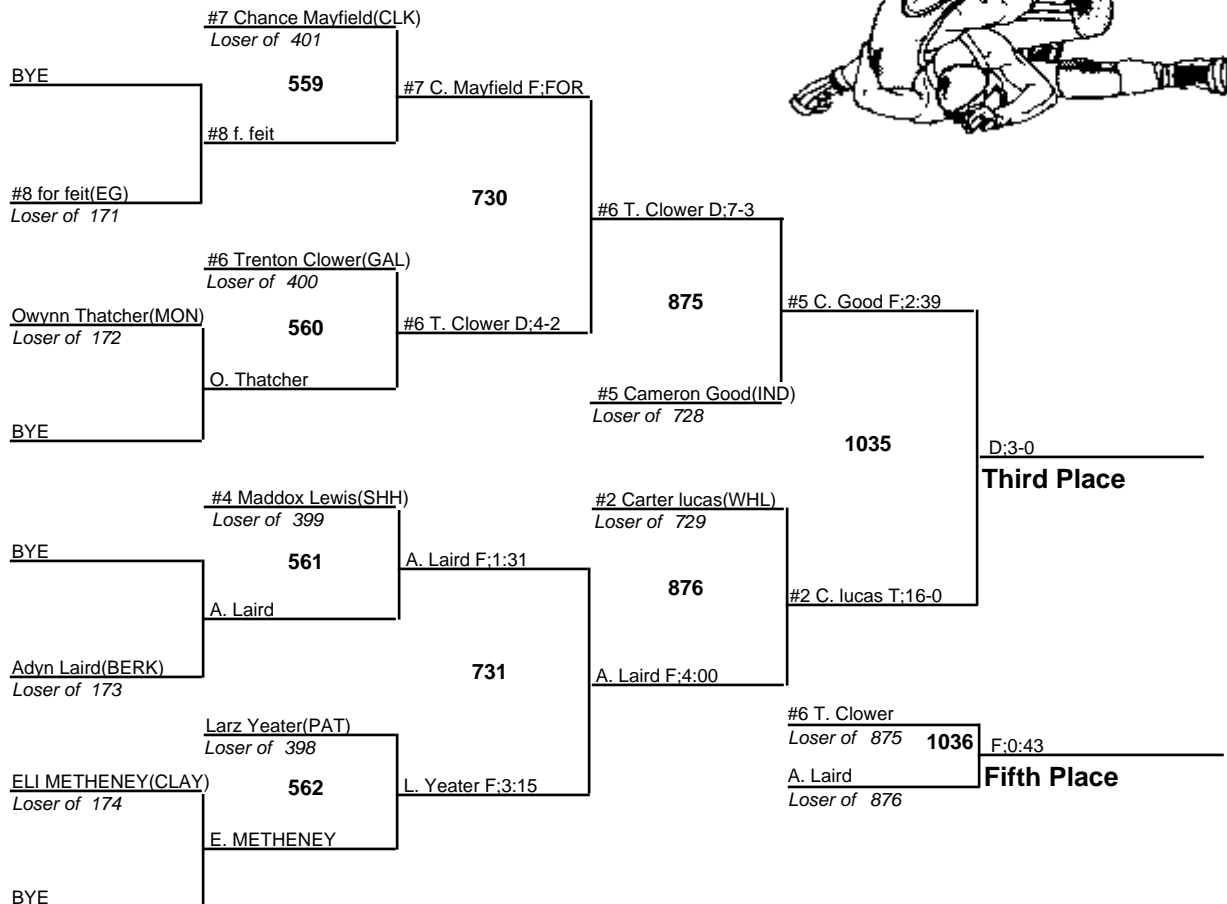 #7 Chance Mayfield(CLK)
Loser of 401
BYE
559
#7 C. Mayfield F;FOR
#8 f. feit
#8 for feit(EG)
Loser of 171
730
#6 T. Clower D;7-3
#6 Trenton Clower(GAL)
Loser of 400
Owynn Thatcher(MON)
Loser of 172
560
#6 T. Clower D;4-2
875
#5 C. Good F;2:39
O. Thatcher
#5 Cameron Good(IND)
Loser of 728
BYE
1035
D;3-0
Third Place
#4 Maddox Lewis(SHH)
Loser of 399
#2 Carter lucas(WHL)
Loser of 729
BYE
561
A. Laird F;1:31
876
#2 C. lucas T;16-0
A. Laird
Adyn Laird(BERK)
Loser of 173
731
A. Laird F;4:00
Larz Yeater(PAT)
Loser of 398
#6 T. Clower
Loser of 875
1036
F;0:43
Fifth Place
ELI METHENEY(CLAY)
Loser of 174
562
L. Yeater F;3:15
A. Laird
Loser of 876
E. METHENEY
BYE